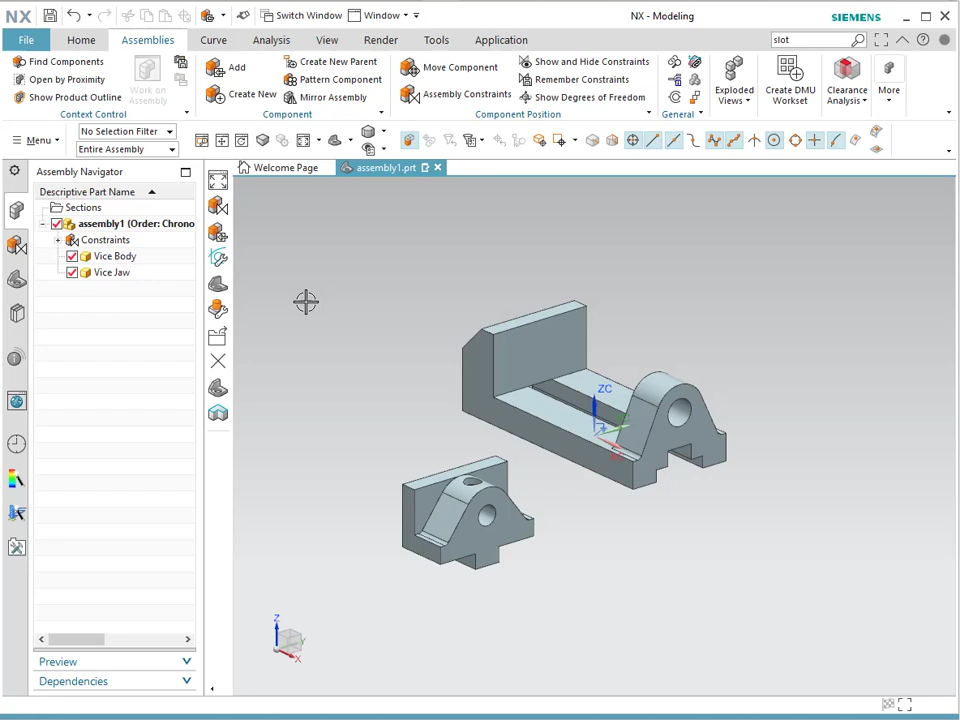 NX
Switch Window
Window
NX - Modeling
SIEMENS
File
Home
Assemblies
Curve
Analysis
View
Render
Tools
Application
slot
Find Components
Open by Proximity
Show Product Outline
Work on Assembly
Context Control
Add
Create New
Create New Parent
Pattern Component
Mirror Assembly
Component
Move Component
Assembly Constraints
Show and Hide Constraints
Remember Constraints
Show Degrees of Freedom
Component Position
General
Exploded Views
Create DMU Workset
Clearance Analysis
More
Menu
No Selection Filter
Entire Assembly
Welcome Page
assembly1.prt
Assembly Navigator
Descriptive Part Name
Sections
assembly1 (Order: Chrono
Constraints
Vice Body
Vice Jaw
ZC
Z
Y
X
Preview
Dependencies